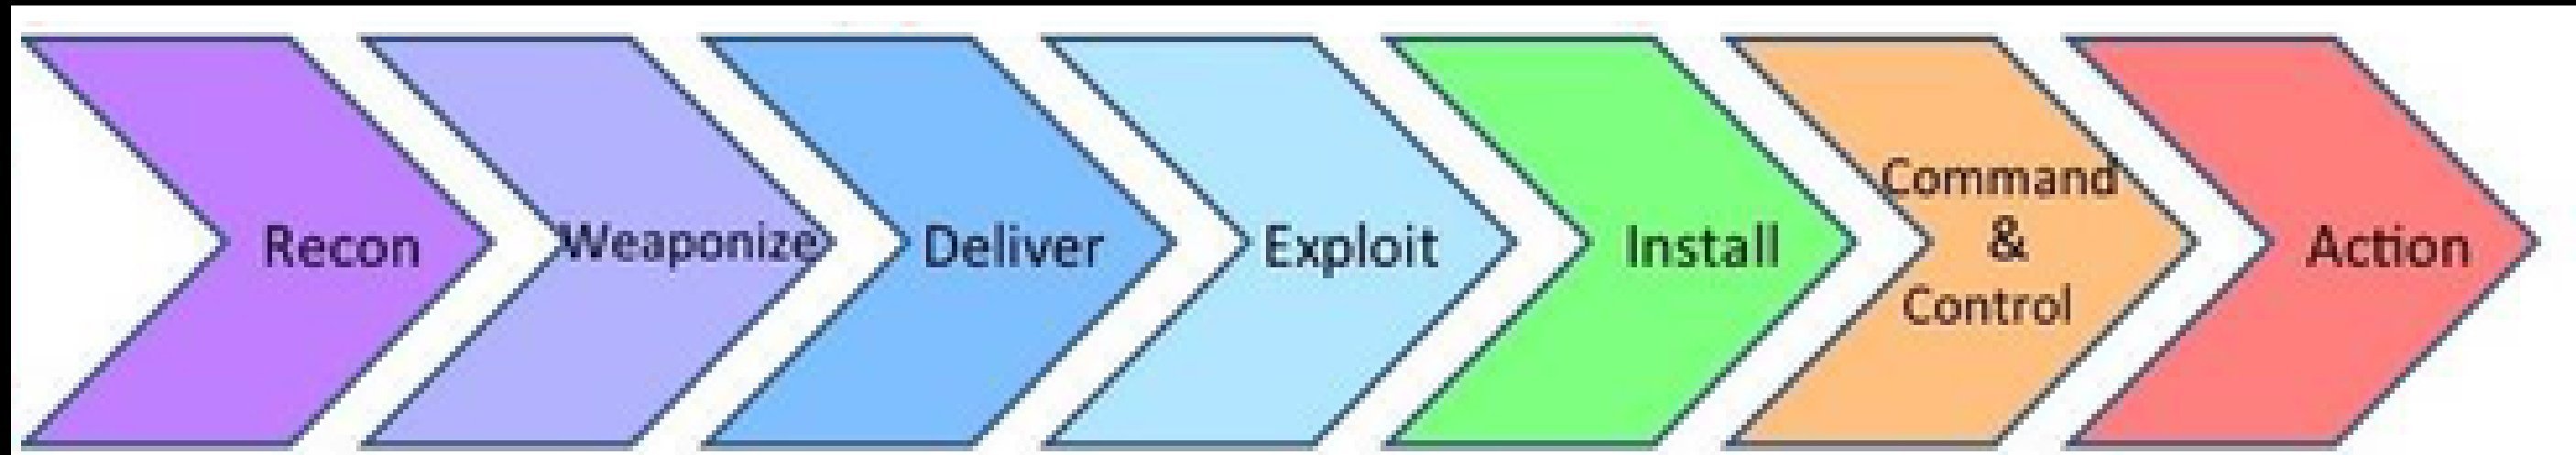 Recon
Weaponize
Deliver
Exploit
Install
Command
&
Control
Action